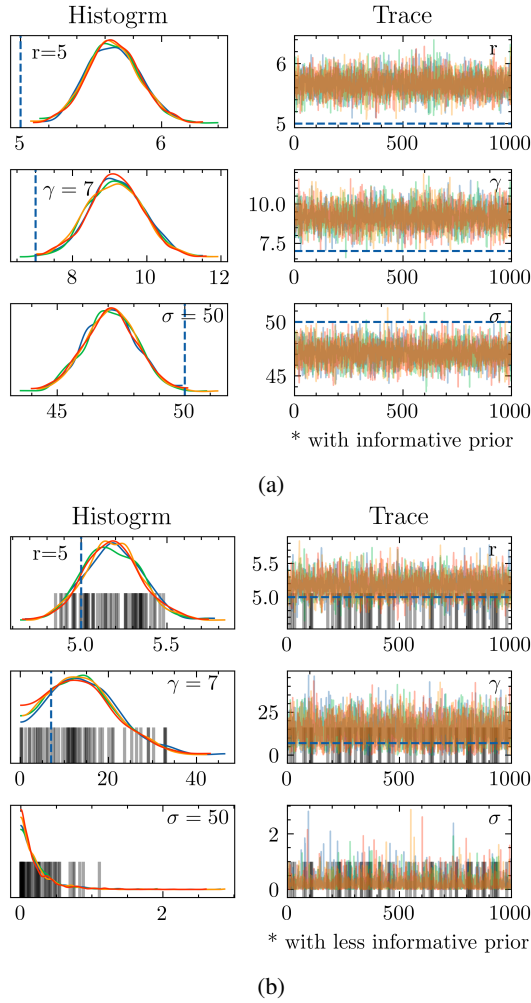 Histogrm Trace
r=5
5 6
r
6
5
0 500 1000
γ = 7
8 10 12
γ
10.0
7.5
0 500 1000
σ = 50
45 50
σ
50
45
0 500 1000
* with informative prior
(a)
Histogrm Trace
r=5
5.0 5.5
r
5.5
5.0
0 500 1000
γ = 7
0 20 40
γ
25
0
0 500 1000
σ = 50
0 2
σ
2
0
0 500 1000
* with less informative prior
(b)